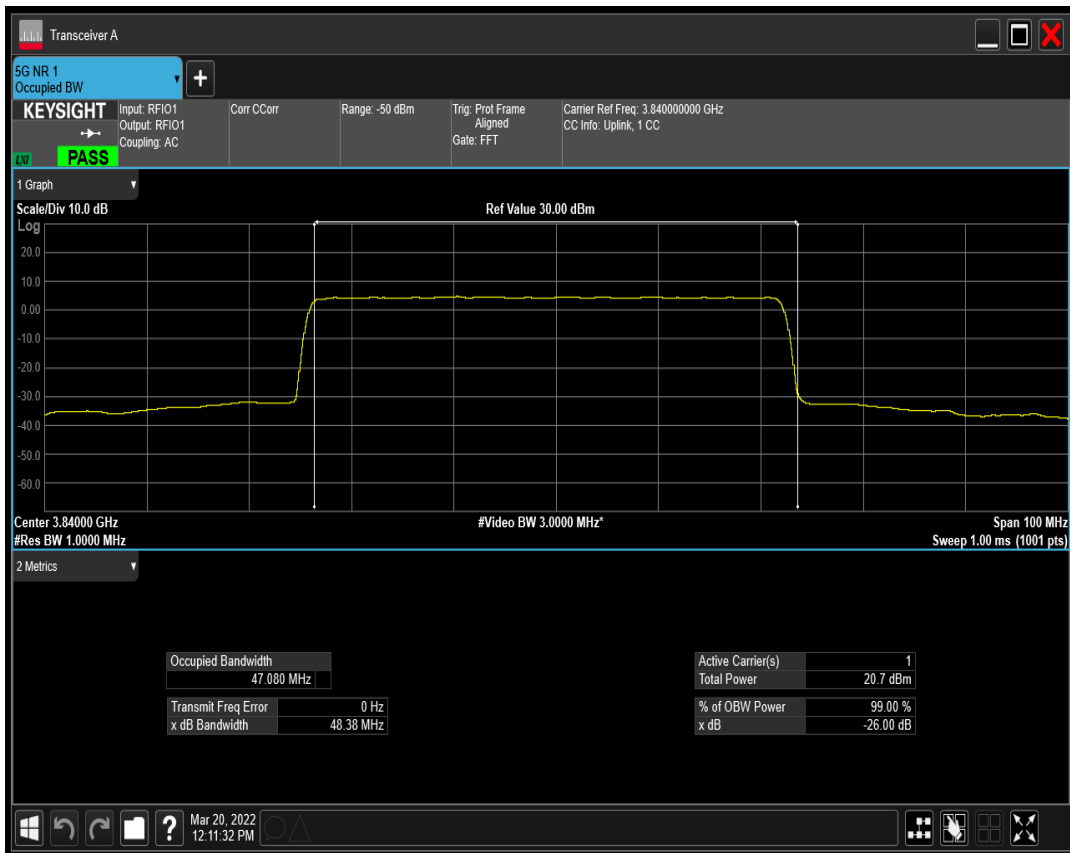 Transceiver A
5G NR 1
Occupied BW
KEYSIGHT
LXI
PASS
Input: RFIO1
Output: RFIO1
Coupling: AC
Corr CCorr
Range: -50 dBm
Trig: Prot Frame
Aligned
Gate: FFT
Carrier Ref Freq: 3.840000000 GHz
CC Info: Uplink, 1 CC
1 Graph
Scale/Div 10.0 dB
Ref Value 30.00 dBm
Log
20.0
10.0
0.00
-10.0
-20.0
-30.0
-40.0
-50.0
-60.0
Center 3.84000 GHz
#Video BW 3.0000 MHz*
Span 100 MHz
#Res BW 1.0000 MHz
Sweep 1.00 ms (1001 pts)
2 Metrics
Occupied Bandwidth
47.080 MHz
Transmit Freq Error 0 Hz
x dB Bandwidth 48.38 MHz
Active Carrier(s) 1
Total Power 20.7 dBm
% of OBW Power 99.00 %
x dB -26.00 dB
?
Mar 20, 2022
12:11:32 PM